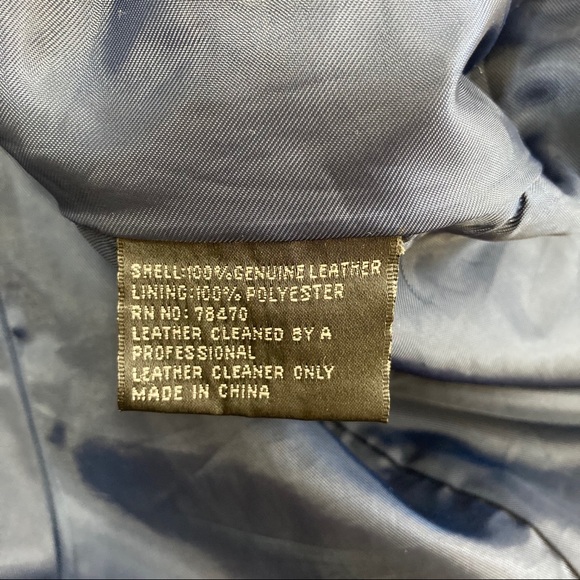 SHELL:100%GENUINE LEATHER
LINING:100% POLYESTER
RN NO: 78470
LEATHER CLEANED BY A
PROFESSIONAL
LEATHER CLEANER ONLY
MADE IN CHINA